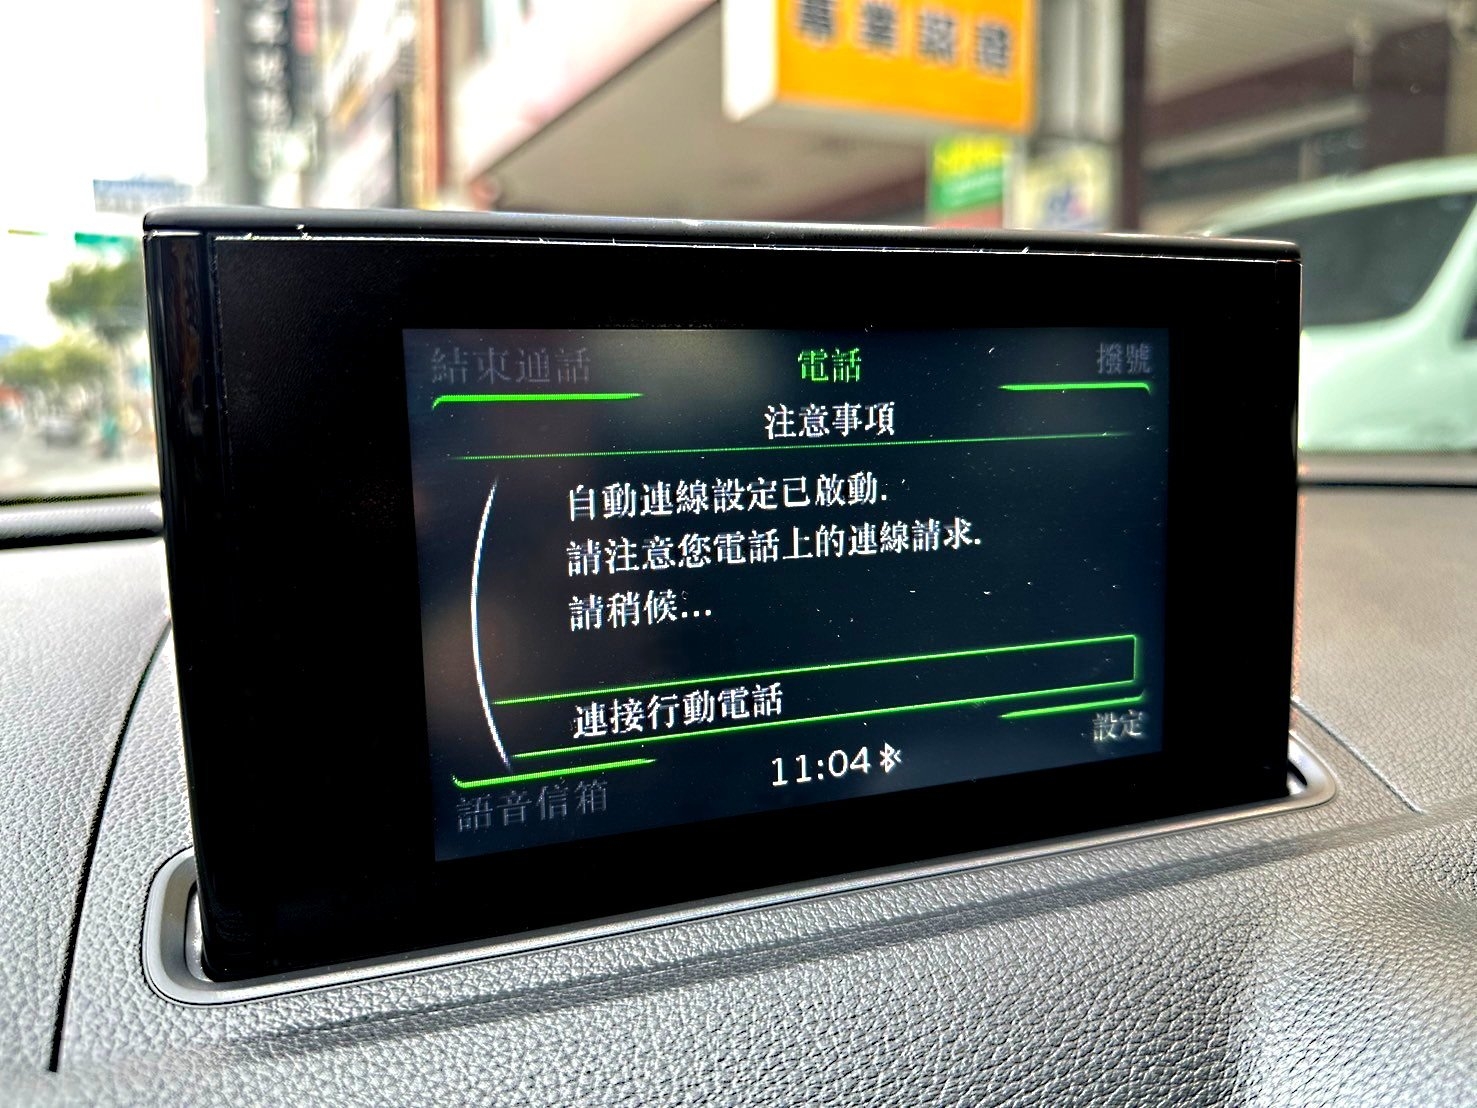 結束通話
電話
撥號
注意事項
自動連線設定已啟動.
請注意您電話上的連線請求.
請稍候...
連接行動電話
設定
11:04
語音信箱